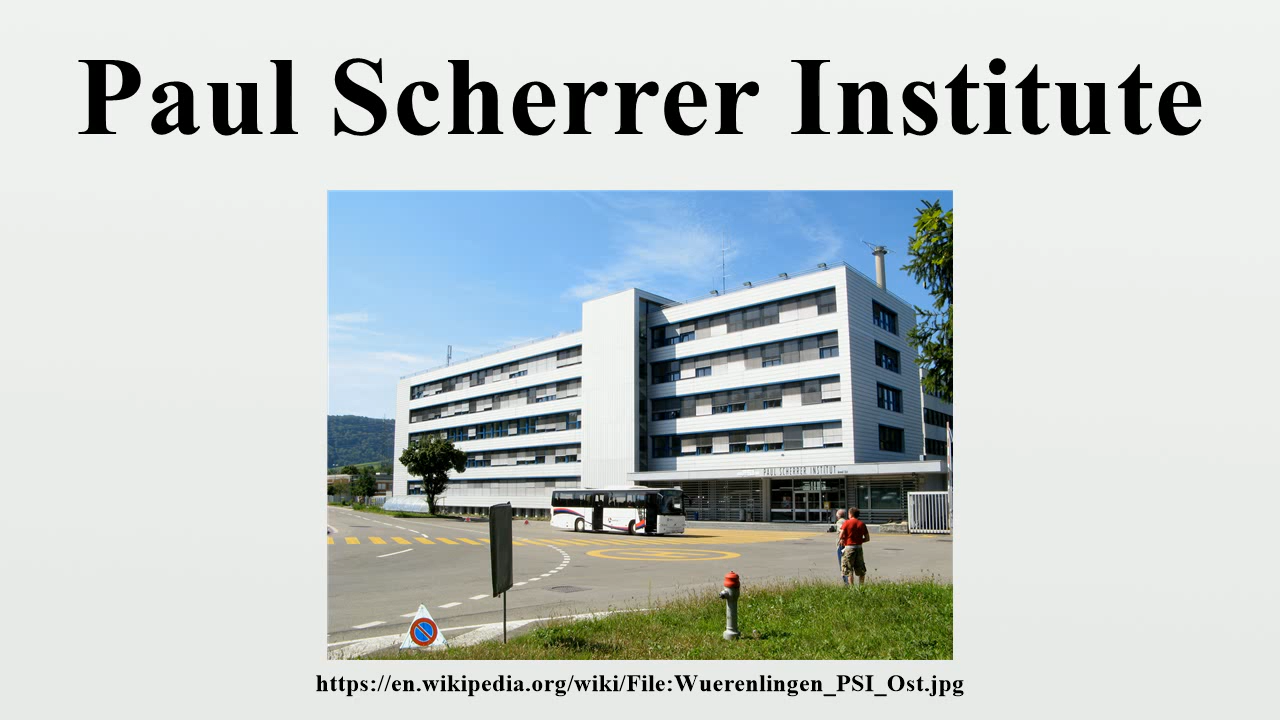 Paul Scherrer Institute
PAUL SCHERRER INSTITUT
https://en.wikipedia.org/wiki/File:Wuerenlingen_PSI_Ost.jpg